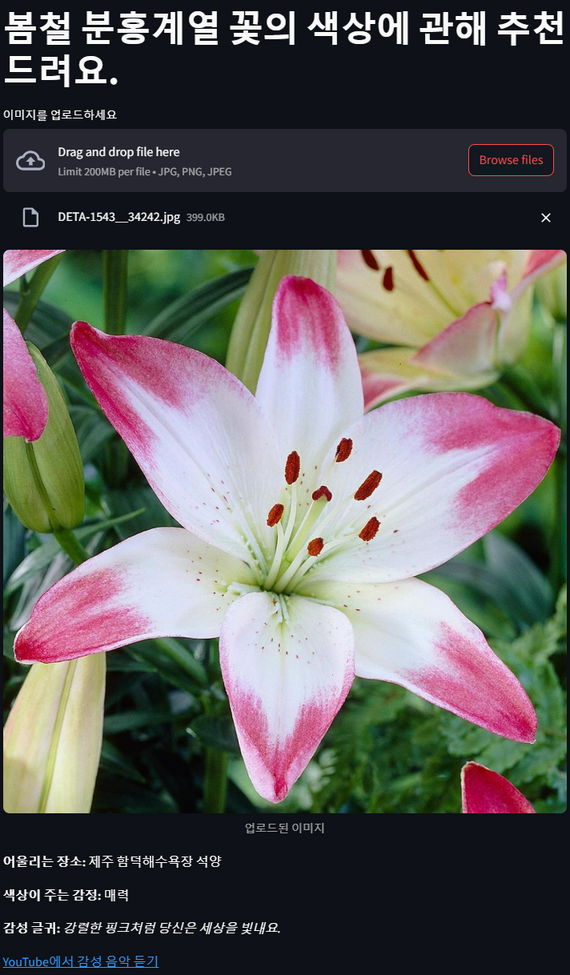 봄철 분홍계열 꽃의 색상에 관해 추천
드려요.
이미지를 업로드하세요
Drag and drop file here
Limit 200MB per file • JPG, PNG, JPEG
Browse files
DETA-1543__34242.jpg 399.0KB
업로드된 이미지
어울리는 장소: 제주 함덕해수욕장 석양
색상이 주는 감정: 매력
감성 글귀: 강렬한 핑크처럼 당신은 세상을 빛내요.
YouTube에서 감성 음악 듣기